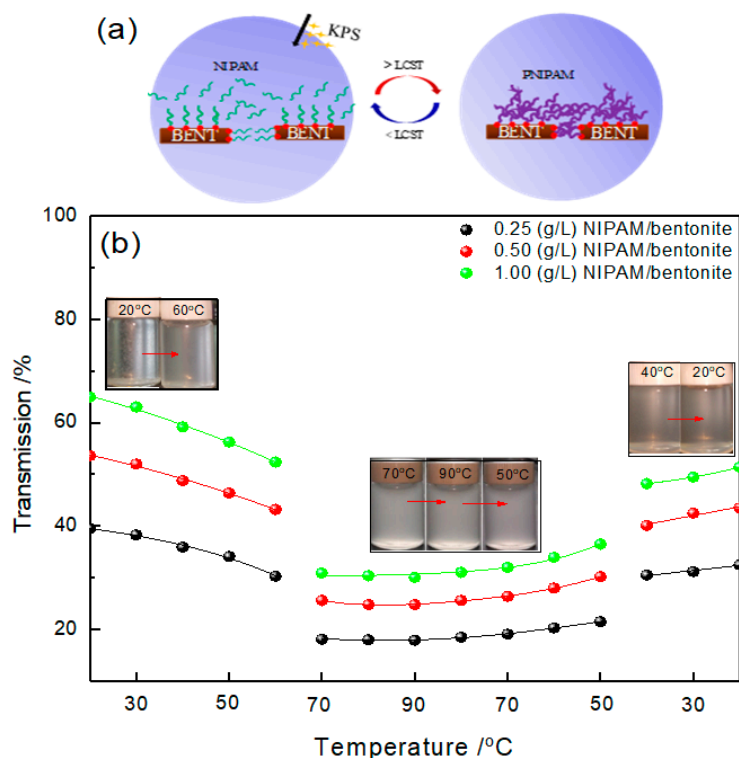 (a)
KPS
NIPAM
BENT BENT
> LCST
< LCST
PNIPAM
BENT BENT
(b)
0.25 (g/L) NIPAM/bentonite
0.50 (g/L) NIPAM/bentonite
1.00 (g/L) NIPAM/bentonite
100
80
60
40
20
Transmission /%
20°C 60°C
70°C 90°C 50°C
40°C 20°C
30 50 70 90 70 50 30
Temperature /°C